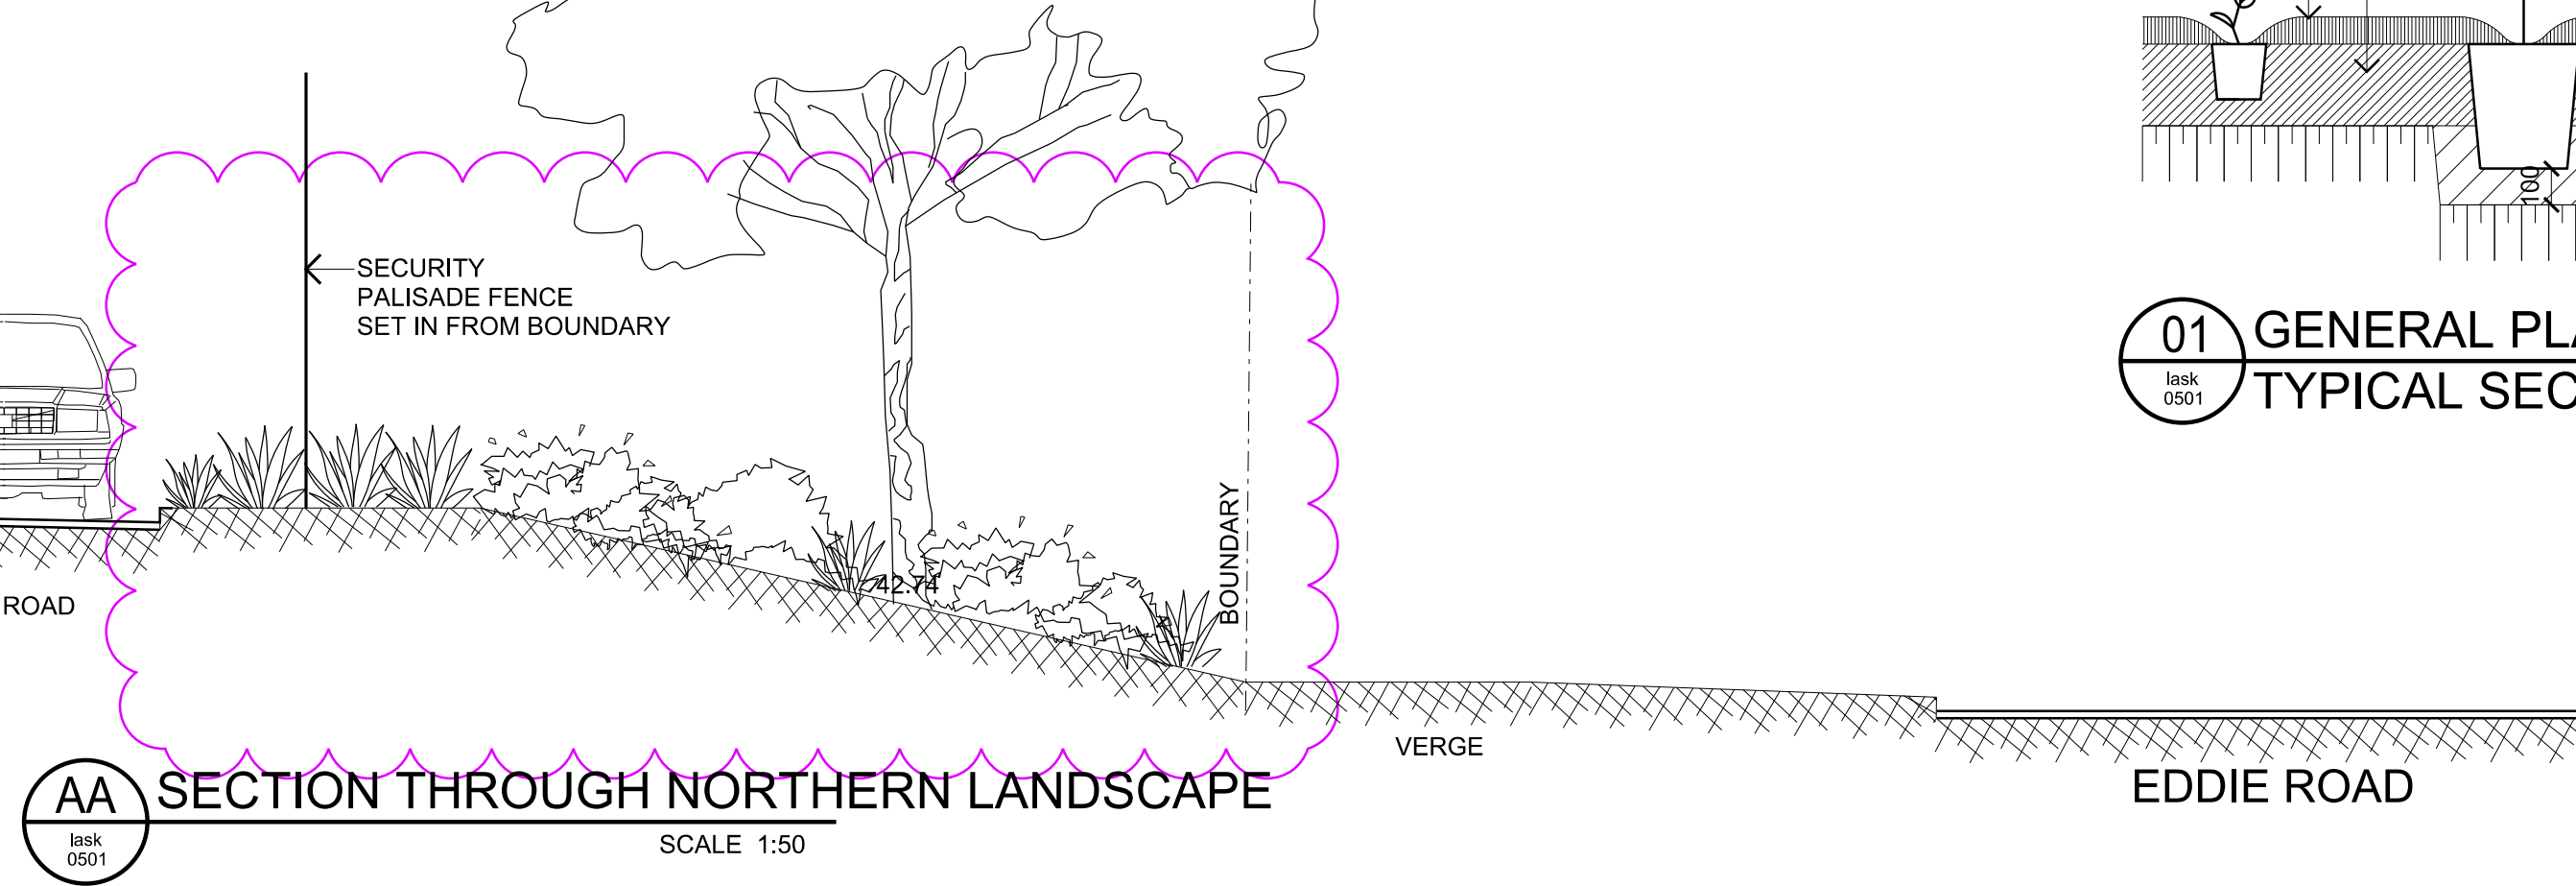 SECURITY
PALISADE FENCE
SET IN FROM BOUNDARY
42.74
BOUNDARY
ROAD
VERGE
EDDIE ROAD
AA
lask
0501
SECTION THROUGH NORTHERN LANDSCAPE
SCALE 1:50
100
01
lask
0501
GENERAL PLA
TYPICAL SEC